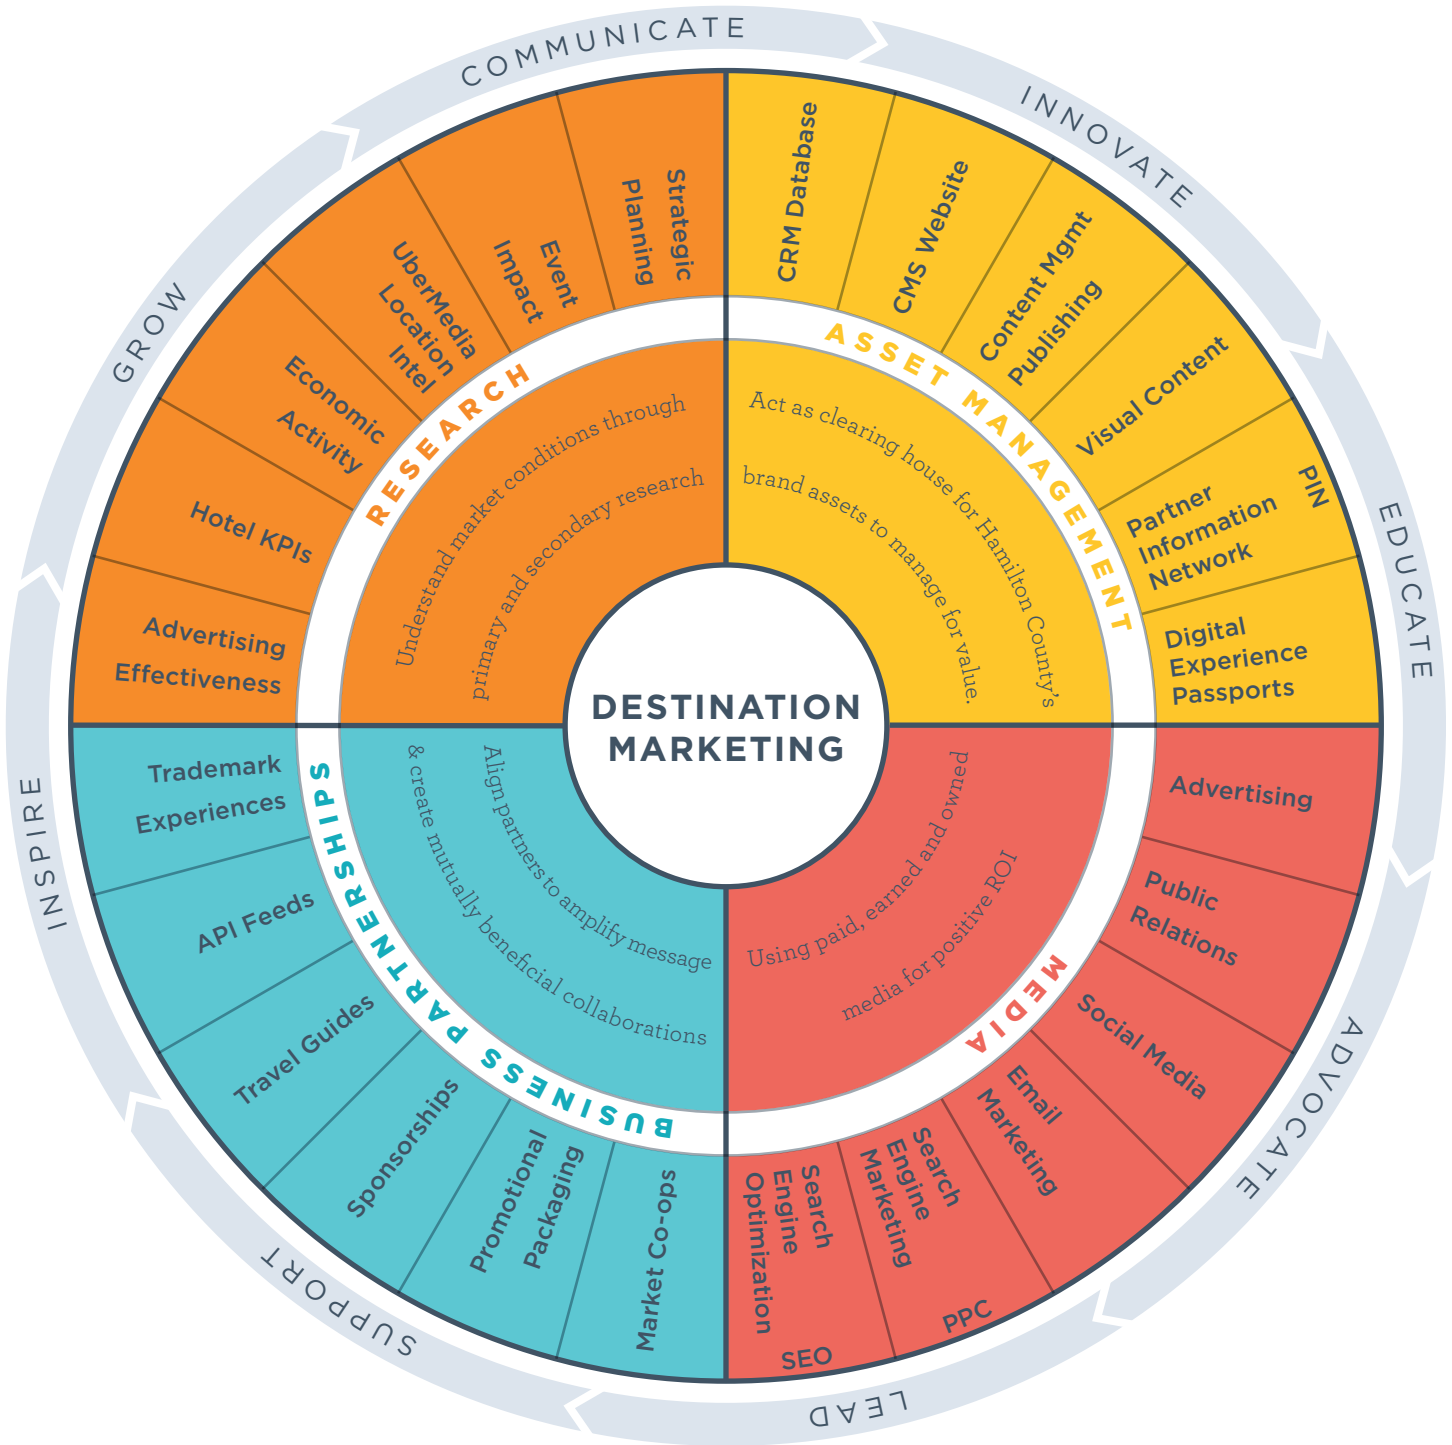 COMMUNICATE
INNOVATE
EDUCATE
ADVOCATE
LEAD
SUPPORT
INSPIRE
GROW
DESTINATION
MARKETING
ASSET MANAGEMENT
Act as clearing house for Hamilton County's
brand assets to manage for value.
CRM Database
CMS Website
Content Mgmt
Publishing
Visual Content
Partner
Information
Network
PIN
Digital
Experience
Passports
MEDIA
Using paid, earned and owned
media for positive ROI
Advertising
Public
Relations
Social Media
Email
Marketing
Search
Engine
Marketing
PPC
Search
Engine
Optimization
SEO
BUSINESS PARTNERSHIPS
Align partners to amplify message
& create mutually beneficial collaborations
Market Co-ops
Promotional
Packaging
Sponsorships
Travel Guides
API Feeds
Trademark
Experiences
RESEARCH
Understand market conditions through
primary and secondary research
Advertising
Effectiveness
Hotel KPIs
Economic
Activity
UberMedia
Location
Intel
Event
Impact
Strategic
Planning